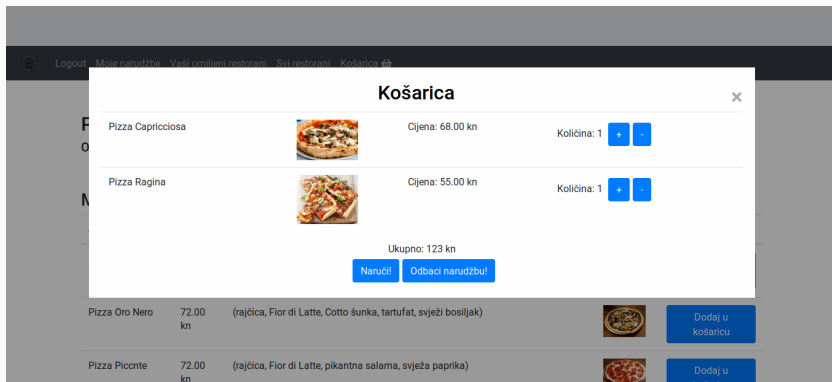 Logout Moje narudžbe Vaši omiljeni restorani Svi restorani Košarica
Košarica ×
Pizza Capricciosa Cijena: 68.00 kn Količina: 1 + -
Pizza Ragina Cijena: 55.00 kn Količina: 1 + -
Ukupno: 123 kn
Naruči! Odbaci narudžbu!
Pizza Oro Nero 72.00 kn (rajčica, Fior di Latte, Cotto šunka, tartufat, svježi bosiljak) Dodaj u košaricu
Pizza Piccnte 72.00 kn (rajčica, Fior di Latte, pikantna salama, svježa paprika) Dodaj u